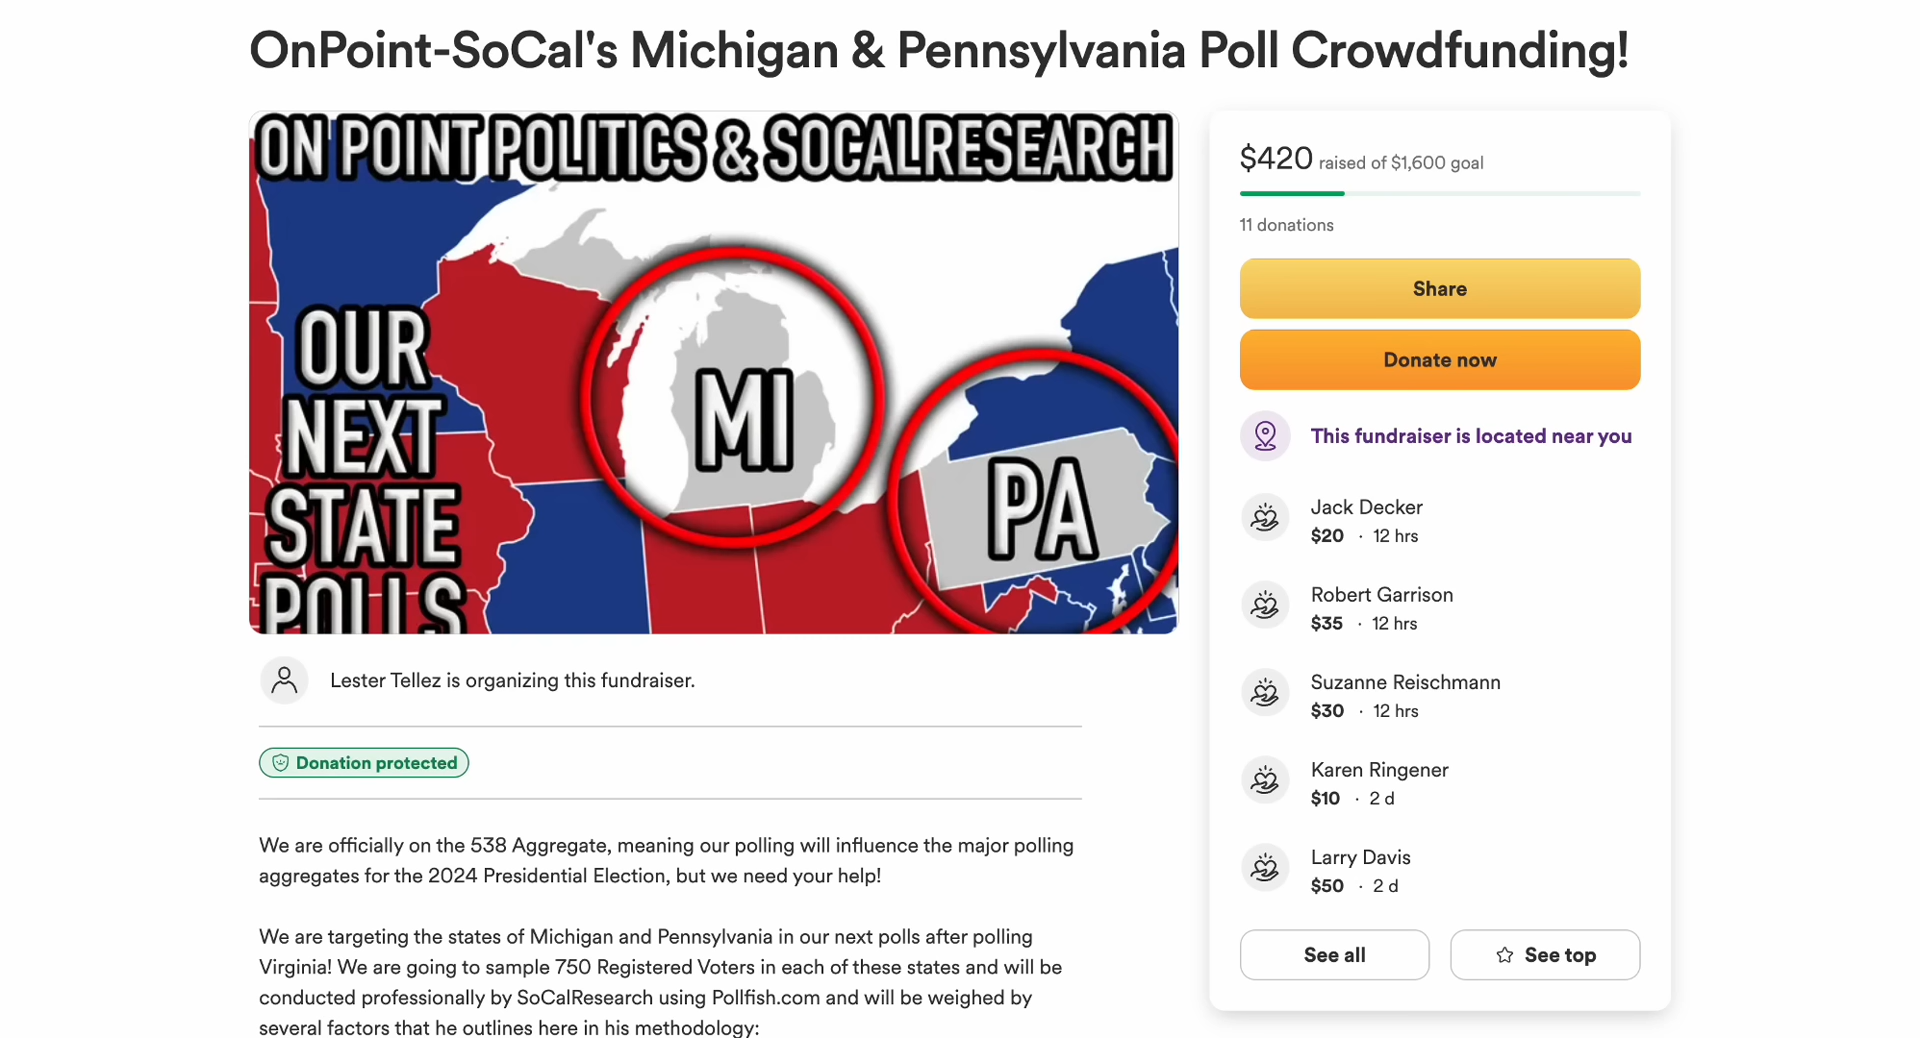 OnPoint-SoCal's Michigan & Pennsylvania Poll Crowdfunding!
ON POINT POLITICS & SOCALRESEARCH
OUR
NEXT
STATE
POLLS
MI
PA
Lester Tellez is organizing this fundraiser.
Donation protected
We are officially on the 538 Aggregate, meaning our polling will influence the major polling
aggregates for the 2024 Presidential Election, but we need your help!
We are targeting the states of Michigan and Pennsylvania in our next polls after polling
Virginia! We are going to sample 750 Registered Voters in each of these states and will be
conducted professionally by SoCalResearch using Pollfish.com and will be weighed by
several factors that he outlines here in his methodology:
$420 raised of $1,600 goal
11 donations
Share
Donate now
This fundraiser is located near you
Jack Decker
$20 · 12 hrs
Robert Garrison
$35 · 12 hrs
Suzanne Reischmann
$30 · 12 hrs
Karen Ringener
$10 · 2 d
Larry Davis
$50 · 2 d
See all
See top